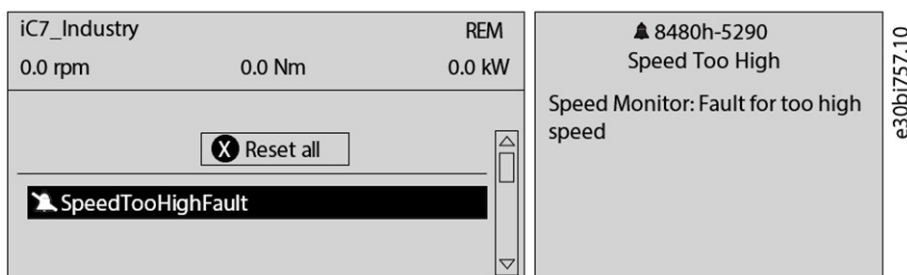 iC7_Industry REM
0.0 rpm 0.0 Nm 0.0 kW
X Reset all
SpeedTooHighFault
8480h-5290
Speed Too High
Speed Monitor: Fault for too high
speed
e30bi757.10